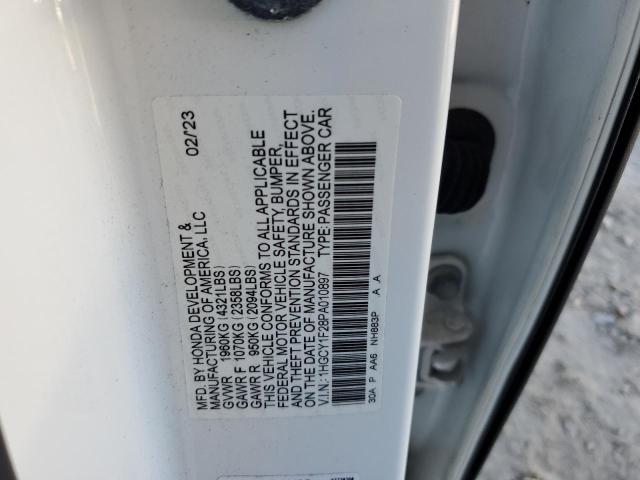 MFD. BY HONDA DEVELOPMENT & 02/'23
MANUFACTURING OF AMERICA, LLC
GVWR 1960KG (4321LBS)
GAWR F 1070KG (2358LBS)
GAWR R 950KG (2094LBS)
THIS VEHICLE CONFORMS TO ALL APPLICABLE
FEDERAL MOTOR VEHICLE SAFETY, BUMPER,
AND THEFT PREVENTION STANDARDS IN EFFECT
ON THE DATE OF MANUFACTURE SHOWN ABOVE.
V.I.N.:1HGCY1F28PA010897 TYPE:PASSENGER CAR
30A P AA6 NH883P A A